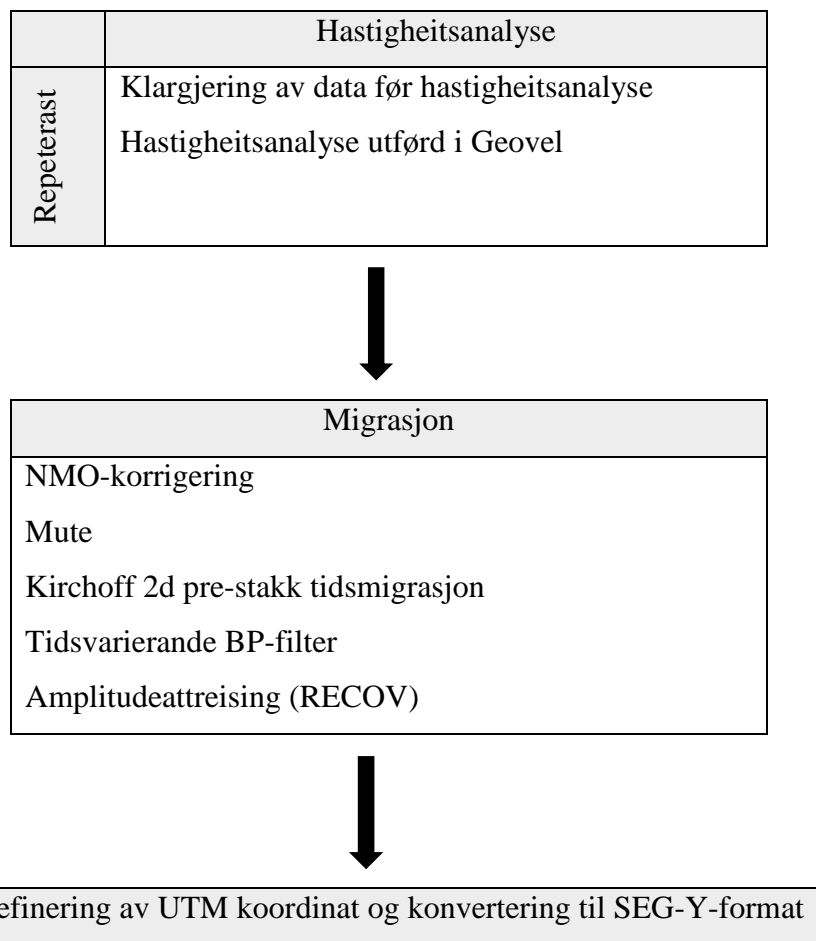 Hastigheitsanalyse
Repeterast
Klargjering av data før hastigheitsanalyse
Hastigheitsanalyse utførd i Geovel
Migrasjon
NMO-korrigering
Mute
Kirchoff 2d pre-stakk tidsmigrasjon
Tidsvarierande BP-filter
Amplitudeattreising (RECOV)
efinering av UTM koordinat og konvertering til SEG-Y-format